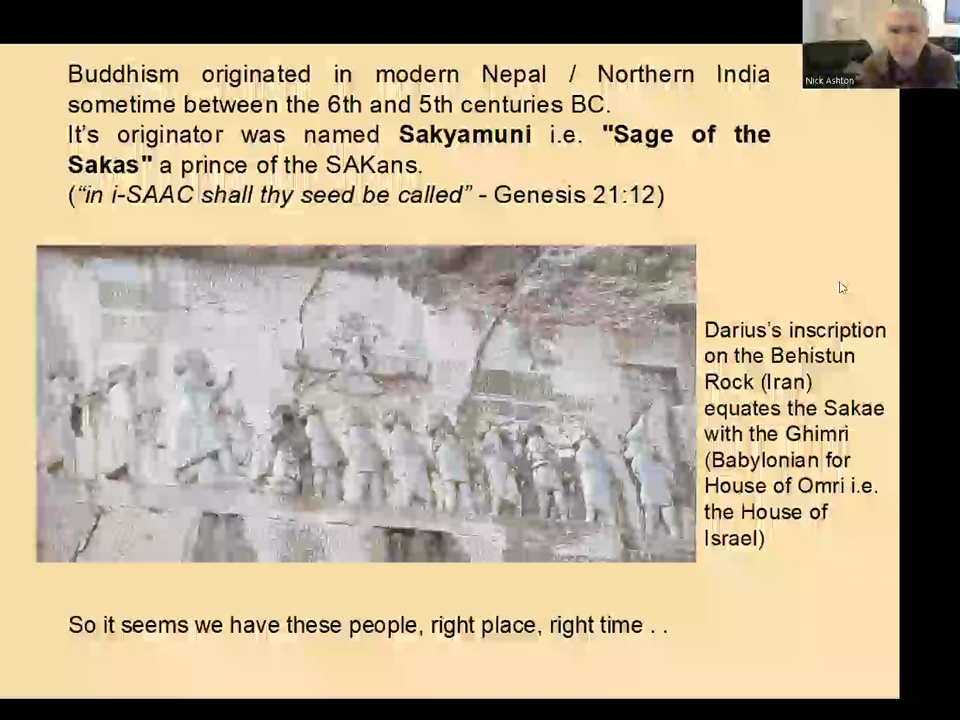 Nick Ashton
Buddhism originated in modern Nepal / Northern India
sometime between the 6th and 5th centuries BC.
It's originator was named Sakyamuni i.e. "Sage of the
Sakas" a prince of the SAKans.
(“in i-SAAC shall thy seed be called” - Genesis 21:12)
Darius's inscription
on the Behistun
Rock (Iran)
equates the Sakae
with the Ghimri
(Babylonian for
House of Omri i.e.
the House of
Israel)
So it seems we have these people, right place, right time . .